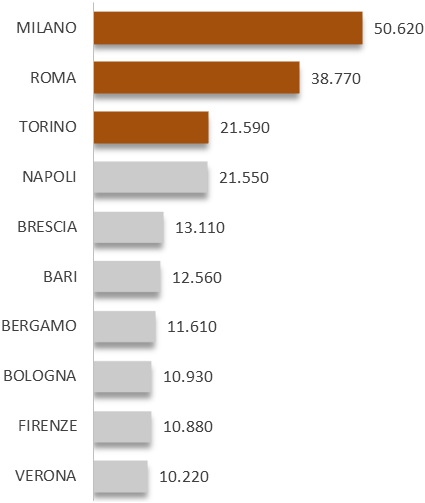 MILANO 50.620
ROMA 38.770
TORINO 21.590
NAPOLI 21.550
BRESCIA 13.110
BARI 12.560
BERGAMO 11.610
BOLOGNA 10.930
FIRENZE 10.880
VERONA 10.220